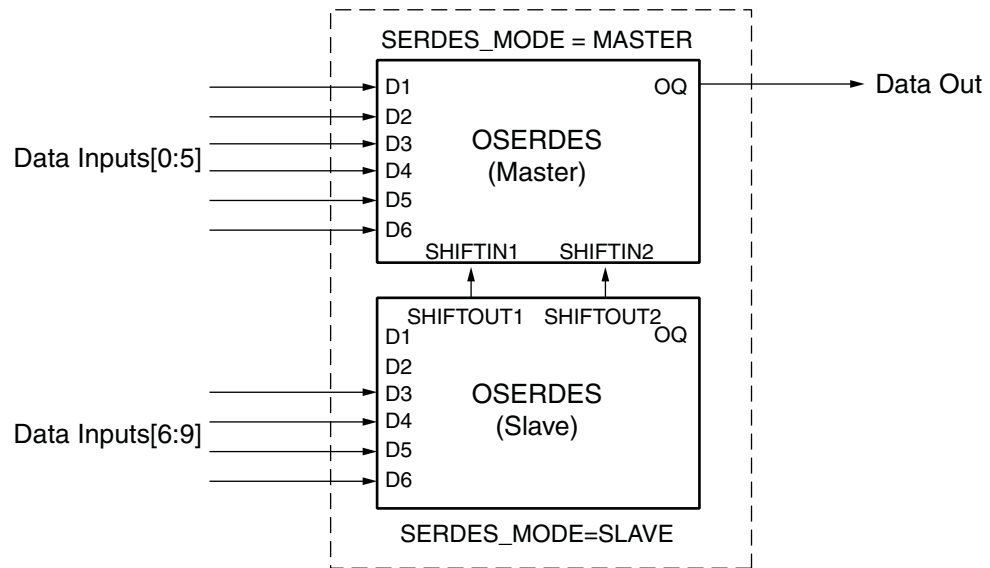 SERDES_MODE = MASTER
D1
OQ
Data Out
D2
D3
OSERDES
Data Inputs[0:5]
D4
(Master)
D5
D6
SHIFTIN1
SHIFTIN2
SHIFTOUT1
SHIFTOUT2
D1
OQ
D2
D3
OSERDES
D4
(Slave)
Data Inputs[6:9]
D5
D6
SERDES_MODE=SLAVE